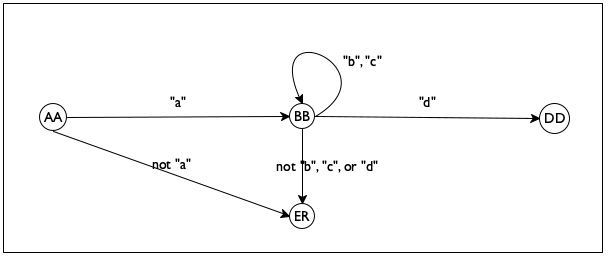 "b", "c"
"a"
"d"
AA
BB
DD
not "a"
not "b", "c", or "d"
ER